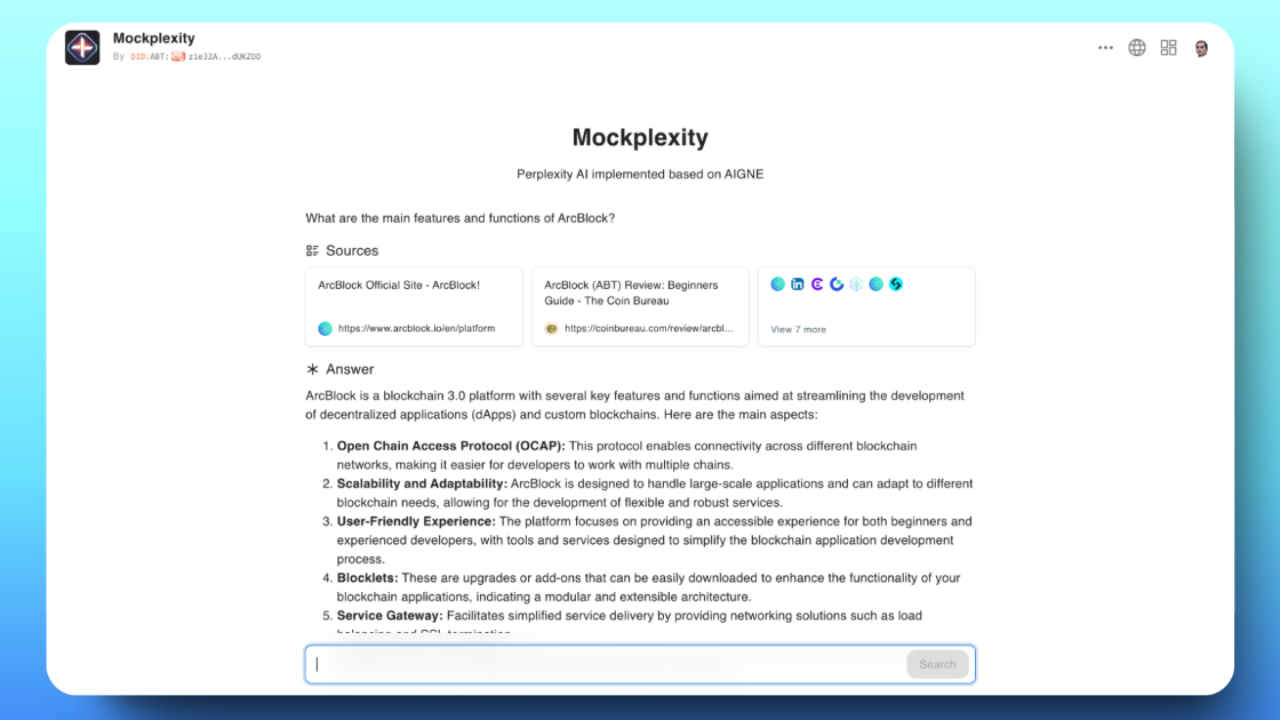 Mockplexity
By DID:ABT: z1e32A...dUKZDD
Mockplexity
Perplexity AI implemented based on AIGNE
What are the main features and functions of ArcBlock?
Sources
ArcBlock Official Site - ArcBlock!
https://www.arcblock.io/en/platform
ArcBlock (ABT) Review: Beginners
Guide - The Coin Bureau
https://coinbureau.com/review/arcbl...
View 7 more
Answer
ArcBlock is a blockchain 3.0 platform with several key features and functions aimed at streamlining the development
of decentralized applications (dApps) and custom blockchains. Here are the main aspects:
1. Open Chain Access Protocol (OCAP): This protocol enables connectivity across different blockchain
networks, making it easier for developers to work with multiple chains.
2. Scalability and Adaptability: ArcBlock is designed to handle large-scale applications and can adapt to different
blockchain needs, allowing for the development of flexible and robust services.
3. User-Friendly Experience: The platform focuses on providing an accessible experience for both beginners and
experienced developers, with tools and services designed to simplify the blockchain application development
process.
4. Blocklets: These are upgrades or add-ons that can be easily downloaded to enhance the functionality of your
blockchain applications, indicating a modular and extensible architecture.
5. Service Gateway: Facilitates simplified service delivery by providing networking solutions such as load
balancing and SSL termination.
Search